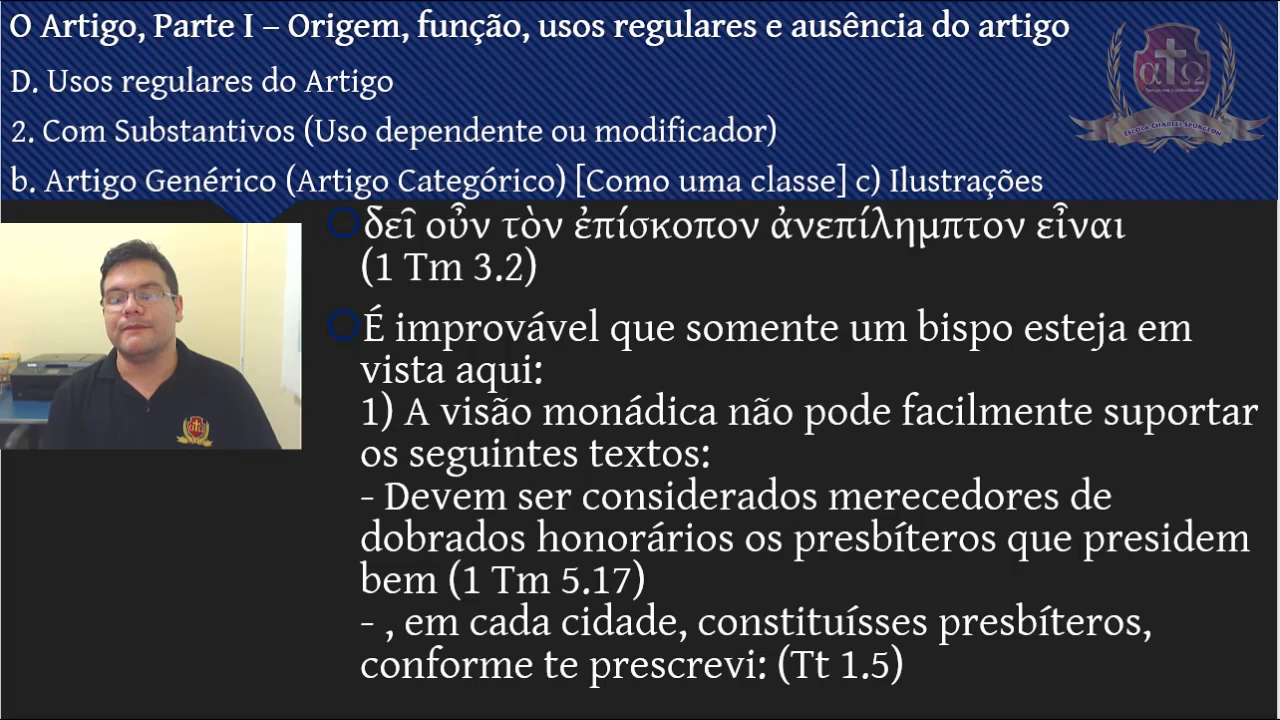 O Artigo, Parte I – Origem, função, usos regulares e ausência do artigo
D. Usos regulares do Artigo
2. Com Substantivos (Uso dependente ou modificador)
b. Artigo Genérico (Artigo Categórico) [Como uma classe] c) Ilustrações
αΩ
ESCOLA CHARLES SPURGEON
δεῖ οὖν τὸν ἐπίσκοπον ἀνεπίλημπτον εἶναι
(1 Tm 3.2)
É improvável que somente um bispo esteja em
vista aqui:
1) A visão monádica não pode facilmente suportar
os seguintes textos:
- Devem ser considerados merecedores de
dobrados honorários os presbíteros que presidem
bem (1 Tm 5.17)
- , em cada cidade, constituísses presbíteros,
conforme te prescrevi: (Tt 1.5)